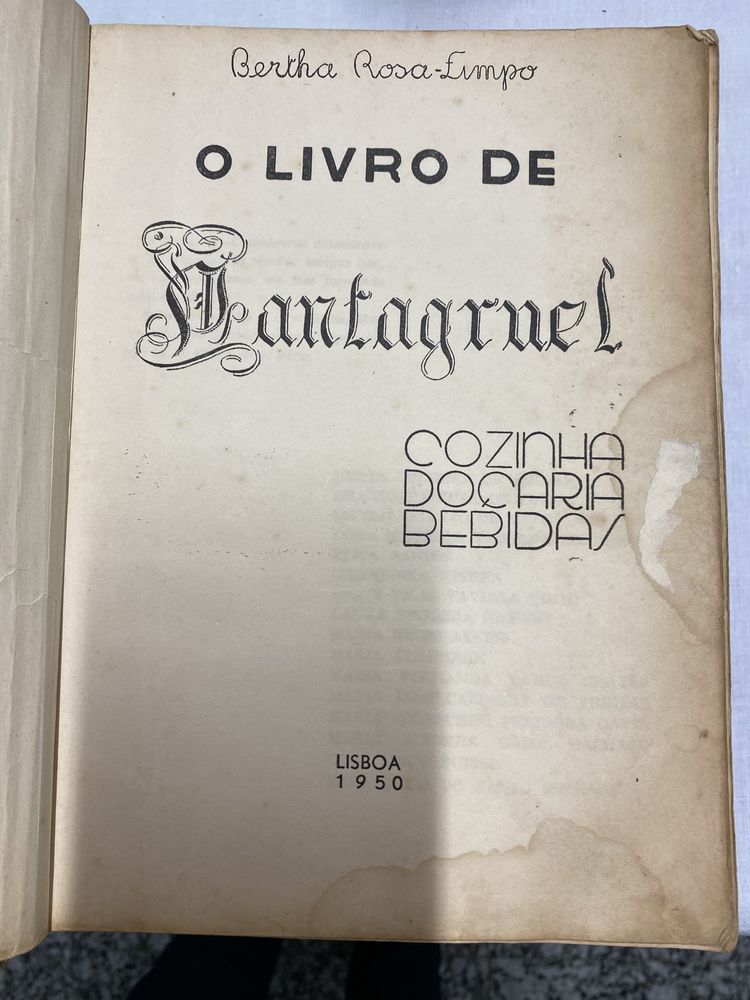 Bertha Rosa-Limpo
O LIVRO DE
Pantagruel
COZINHA
DOÇARIA
BEBIDAS
LISBOA
1950